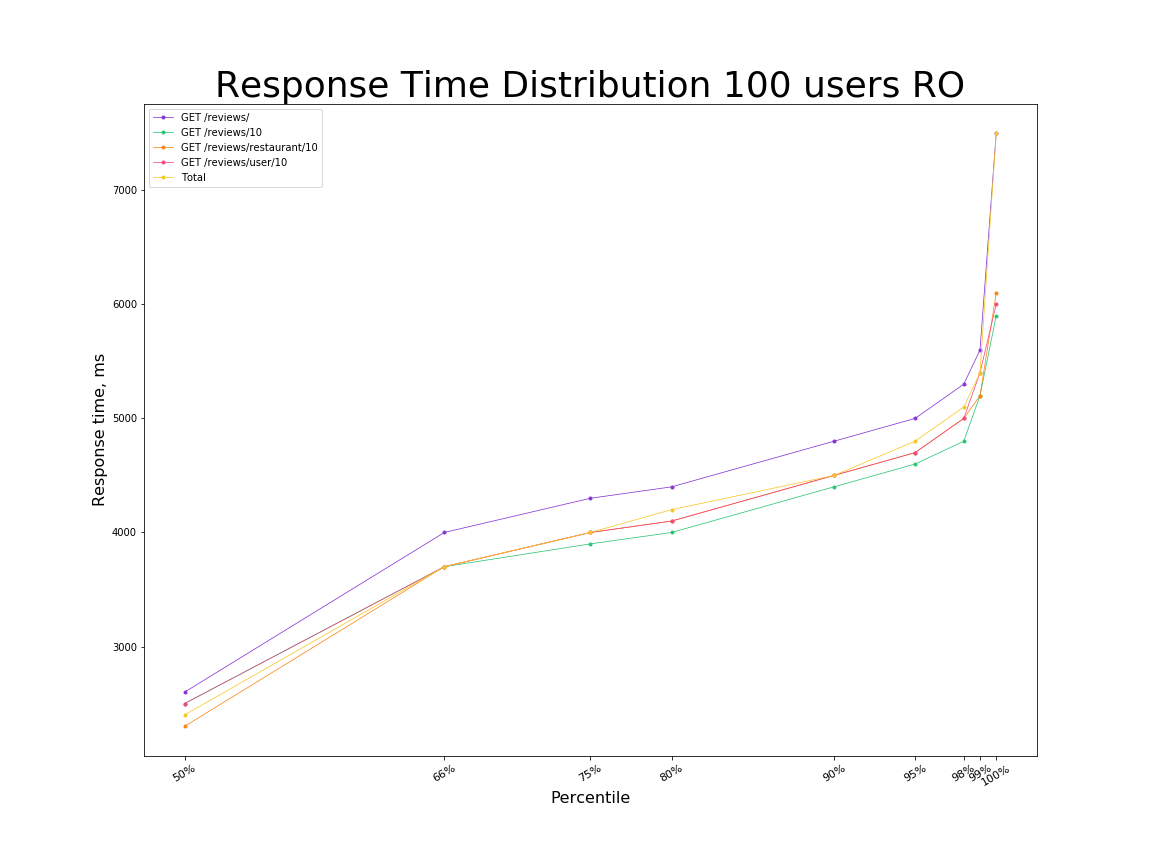 Response Time Distribution 100 users RO
GET /reviews/
GET /reviews/10
GET /reviews/restaurant/10
GET /reviews/user/10
Total
7000
6000
5000
4000
3000
Response time, ms
50% 66% 75% 80% 90% 95% 98% 99% 100%
Percentile